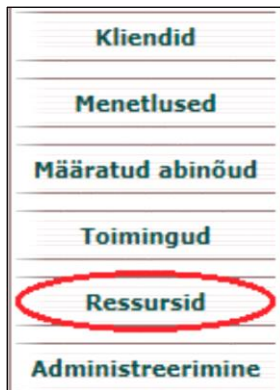 Kliendid
Menetlused
Määratud abinõud
Toimingud
Ressursid
Administreerimine